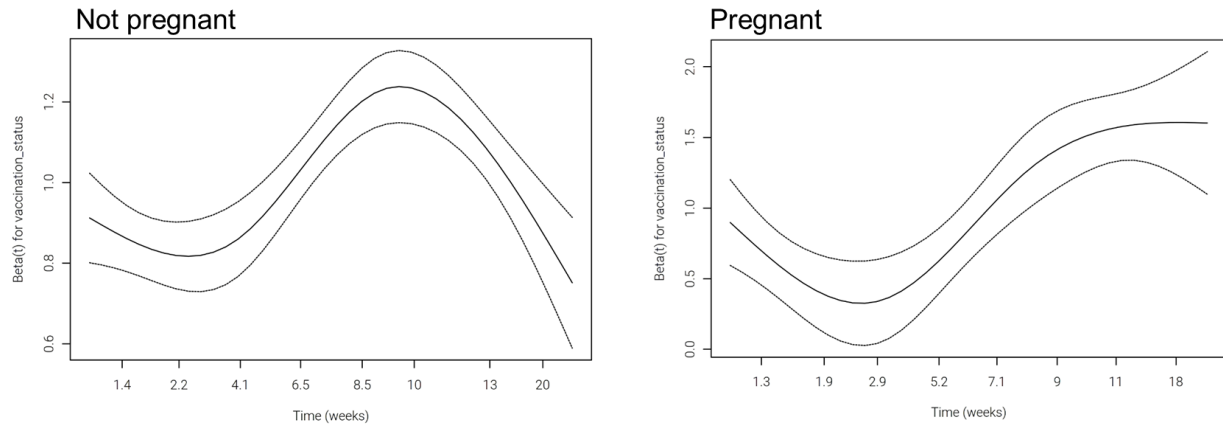 Not pregnant
Beta(t) for vaccination_status
1.2
1.0
0.8
0.6
1.4 2.2 4.1 6.5 8.5 10 13 20
Time (weeks)
Pregnant
Beta(t) for vaccination_status
2.0
1.5
1.0
0.5
0.0
1.3 1.9 2.9 5.2 7.1 9 11 18
Time (weeks)